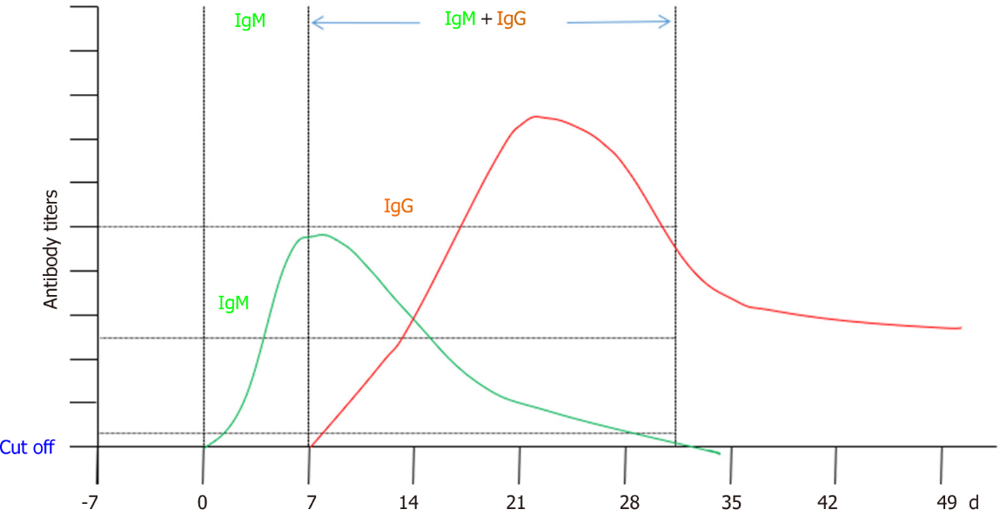 IgM
IgM + IgG
IgG
IgM
Antibody titers
Cut off
-7 0 7 14 21 28 35 42 49 d